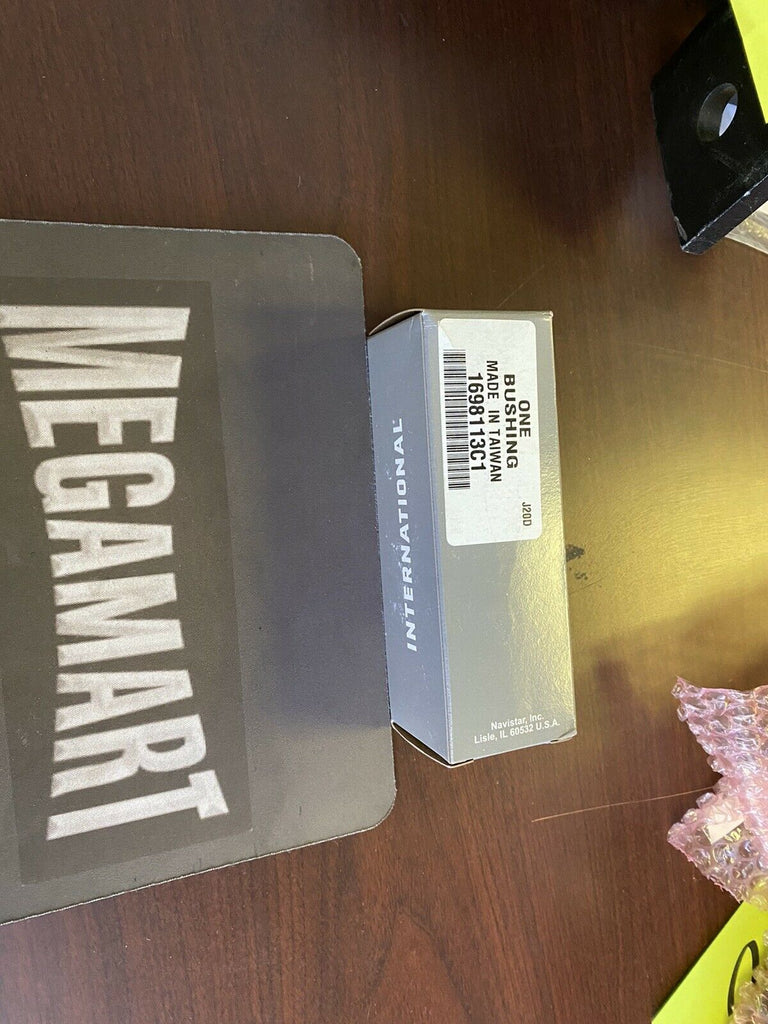 MEGAMART
INTERNATIONAL
ONE
BUSHING
MADE IN TAIWAN
1698113C1
J20D
Navistar, Inc.
Lisle, IL 60532 U.S.A.